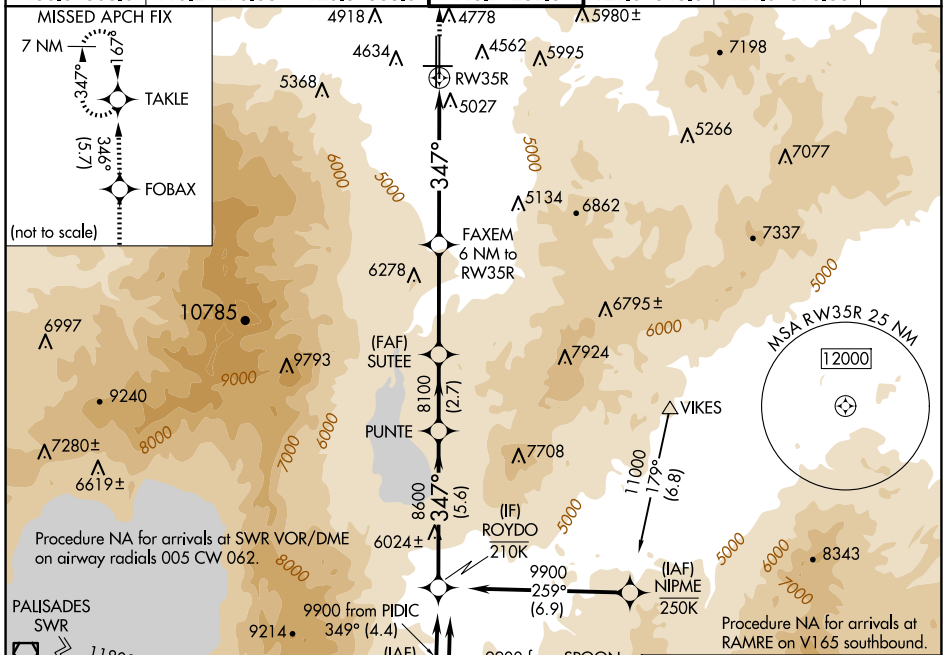 MISSED APCH FIX
7 NM
167°
347°
TAKLE
346°
(5.7)
FOBAX
(not to scale)
4918
4778
5980±
4634
4562
5995
7198
5368
RW35R
5027
5266
7077
6000
5000
5000
347°
5134
6862
7337
FAXEM
6 NM to
RW35R
6278
5000
10785
6795±
6000
MSA RW35R 25 NM
12000
6997
(FAF)
SUTEE
9793
7924
9000
8100
(2.7)
9240
VIKES
6000
PUNTE
8000
7000
7280±
6619±
7708
11000
179°
(6.8)
8600
347°
(5.6)
5000
(IF)
ROYDO
210K
6024±
Procedure NA for arrivals at SWR VOR/DME
on airway radials 005 CW 062.
8000
5000
6000
7000
8343
9900
259°
(6.9)
(IAF)
NIPME
250K
PALISADES
SWR
9900 from PIDIC
349° (4.4)
9214
(IAF)
Procedure NA for arrivals at
RAMRE on V165 southbound.